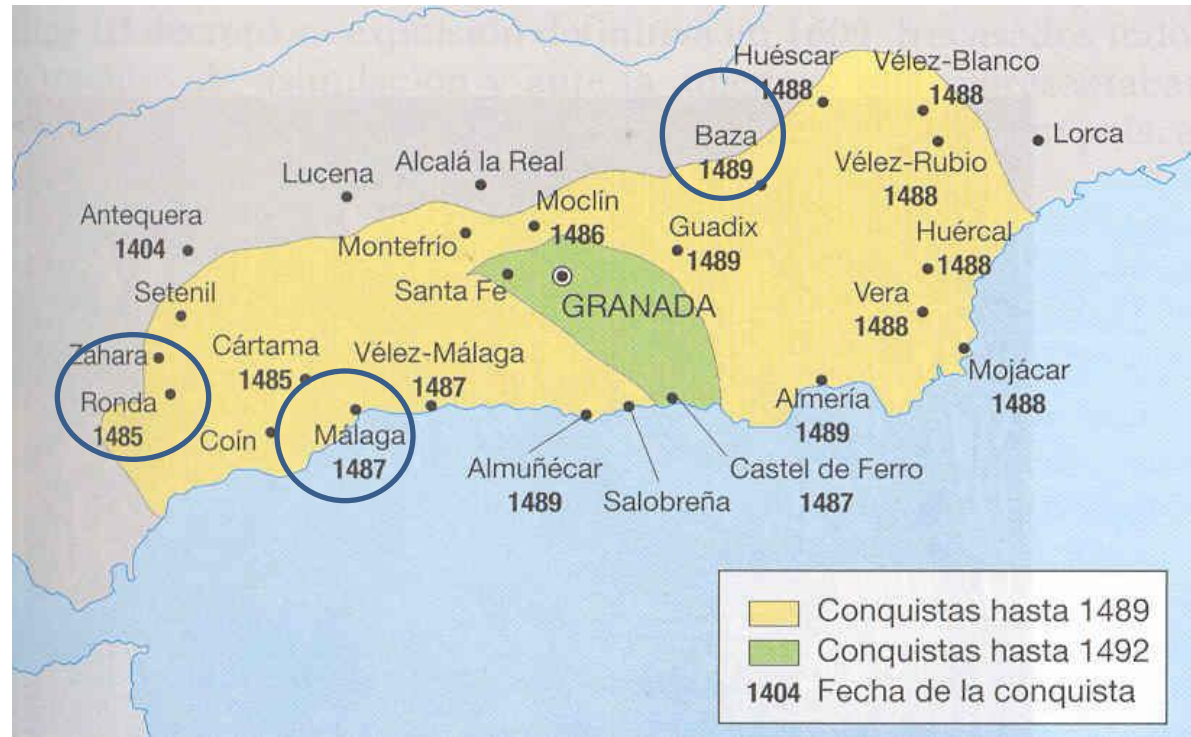 Huéscar
1488
Vélez-Blanco
1488
Baza
1489
Lorca
Vélez-Rubio
1488
Lucena
Alcalá la Real
Moclín
1486
Antequera
1404
Montefrío
Guadix
1489
Huércal
1488
Setenil
Santa Fe
GRANADA
Vera
1488
Zahara
Cártama
1485
Vélez-Málaga
1487
Mojácar
1488
Ronda
1485
Coín
Málaga
1487
Almería
1489
Almuñécar
1489
Salobreña
Castel de Ferro
1487
Conquistas hasta 1489
Conquistas hasta 1492
1404 Fecha de la conquista